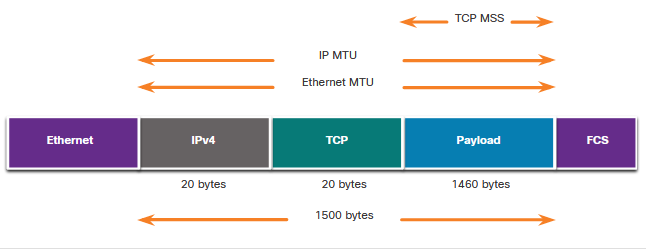 TCP MSS
IP MTU
Ethernet MTU
Ethernet IPv4 TCP Payload FCS
20 bytes 20 bytes 1460 bytes
1500 bytes